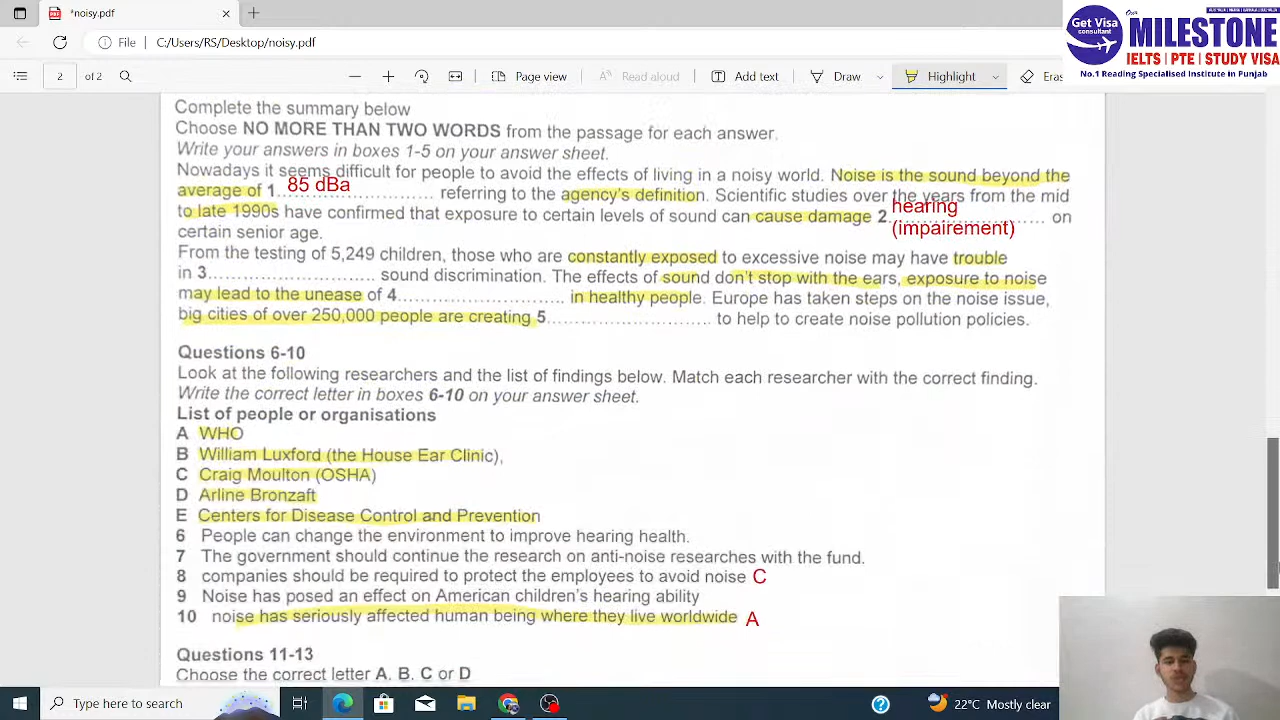 *noisy.pdf
Get Visa
consultant
Over
MILESTONE
IELTS | PTE | STUDY VISA
No.1 Reading Specialised Institute in Punjab
File C:/Users/RS/Desktop/noisy.pdf
2 of 2 Page view Read aloud Add text Draw Highlight Eras
Complete the summary below
Choose NO MORE THAN TWO WORDS from the passage for each answer.
Write your answers in boxes 1-5 on your answer sheet.
Nowadays it seems difficult for people to avoid the effects of living in a noisy world. Noise is the sound beyond the
average of 1 85 dBa ........ referring to the agency's definition. Scientific studies over the years from the mid
to late 1990s have confirmed that exposure to certain levels of sound can cause damage 2 hearing (impairement) ........ on
certain senior age.
From the testing of 5,249 children, those who are constantly exposed to excessive noise may have trouble
in 3................................ sound discrimination. The effects of sound don't stop with the ears, exposure to noise
may lead to the unease of 4................................ in healthy people. Europe has taken steps on the noise issue,
big cities of over 250,000 people are creating 5................................ to help to create noise pollution policies.
Questions 6-10
Look at the following researchers and the list of findings below. Match each researcher with the correct finding.
Write the correct letter in boxes 6-10 on your answer sheet.
List of people or organisations
A WHO
B William Luxford (the House Ear Clinic),
C Craig Moulton (OSHA)
D Arline Bronzaft
E Centers for Disease Control and Prevention
6 People can change the environment to improve hearing health.
7 The government should continue the research on anti-noise researches with the fund.
8 companies should be required to protect the employees to avoid noise C
9 Noise has posed an effect on American children's hearing ability
10 noise has seriously affected human being where they live worldwide A
Questions 11-13
Choose the correct letter A. B. C or D
Type here to search
22°C Mostly clear